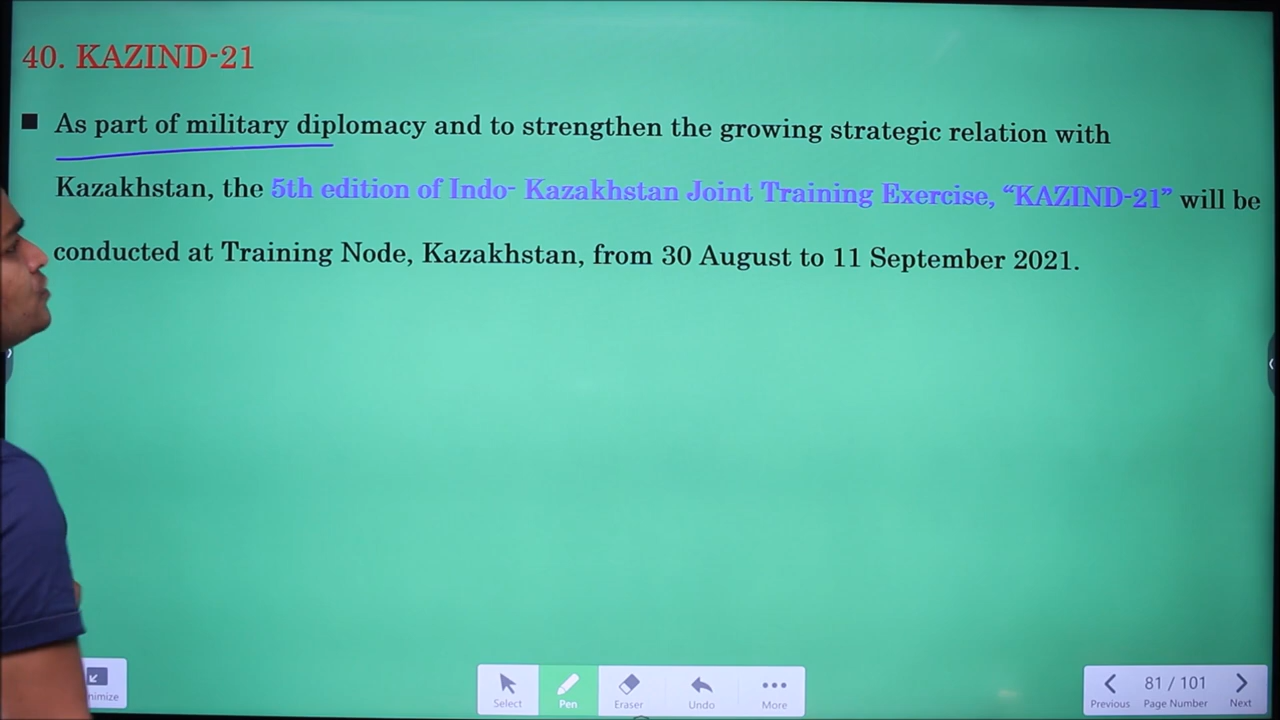 40. KAZIND-21
As part of military diplomacy and to strengthen the growing strategic relation with
Kazakhstan, the 5th edition of Indo- Kazakhstan Joint Training Exercise, “KAZIND-21” will be
conducted at Training Node, Kazakhstan, from 30 August to 11 September 2021.
Select
Pen
Eraser
Undo
More
81 / 101
Previous
Page Number
Next